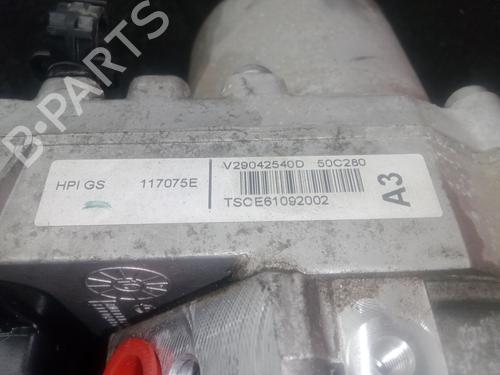 B-PARTS
V29042540D 50C280
HPI GS 117075E
TSCE61092002
A3